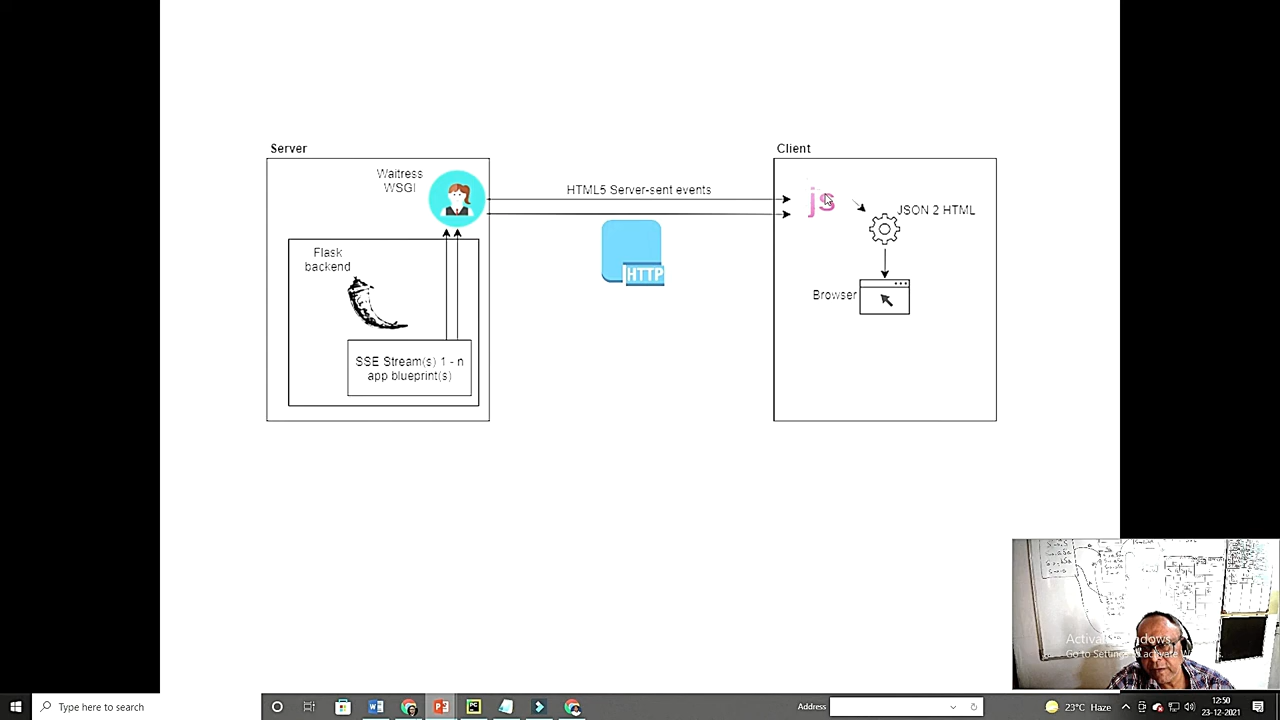 Server
Client
Waitress
WSGI
HTML5 Server-sent events
js
JSON 2 HTML
HTTP
Flask
backend
Browser
SSE Stream(s) 1 - n
app blueprint(s)
Type here to search
Address
23°C Haze
12:50
23-12-2021